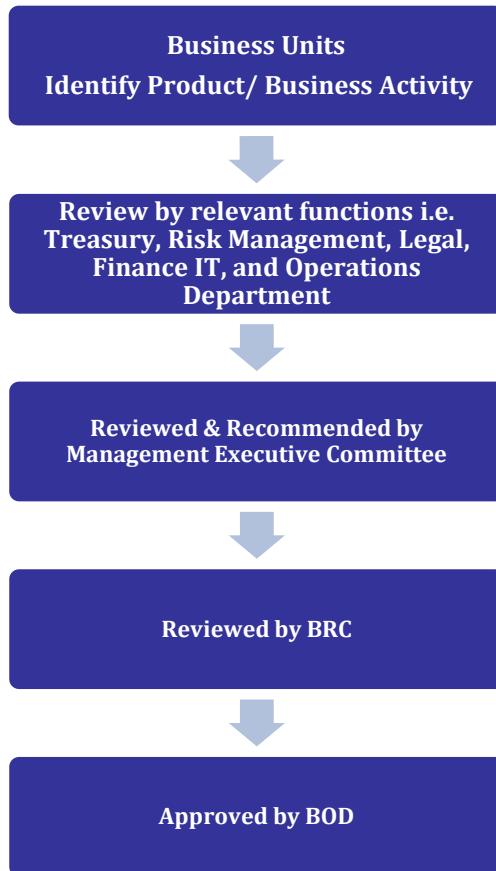 Business Units
Identify Product/ Business Activity
Review by relevant functions i.e.
Treasury, Risk Management, Legal,
Finance IT, and Operations
Department
Reviewed & Recommended by
Management Executive Committee
Reviewed by BRC
Approved by BOD